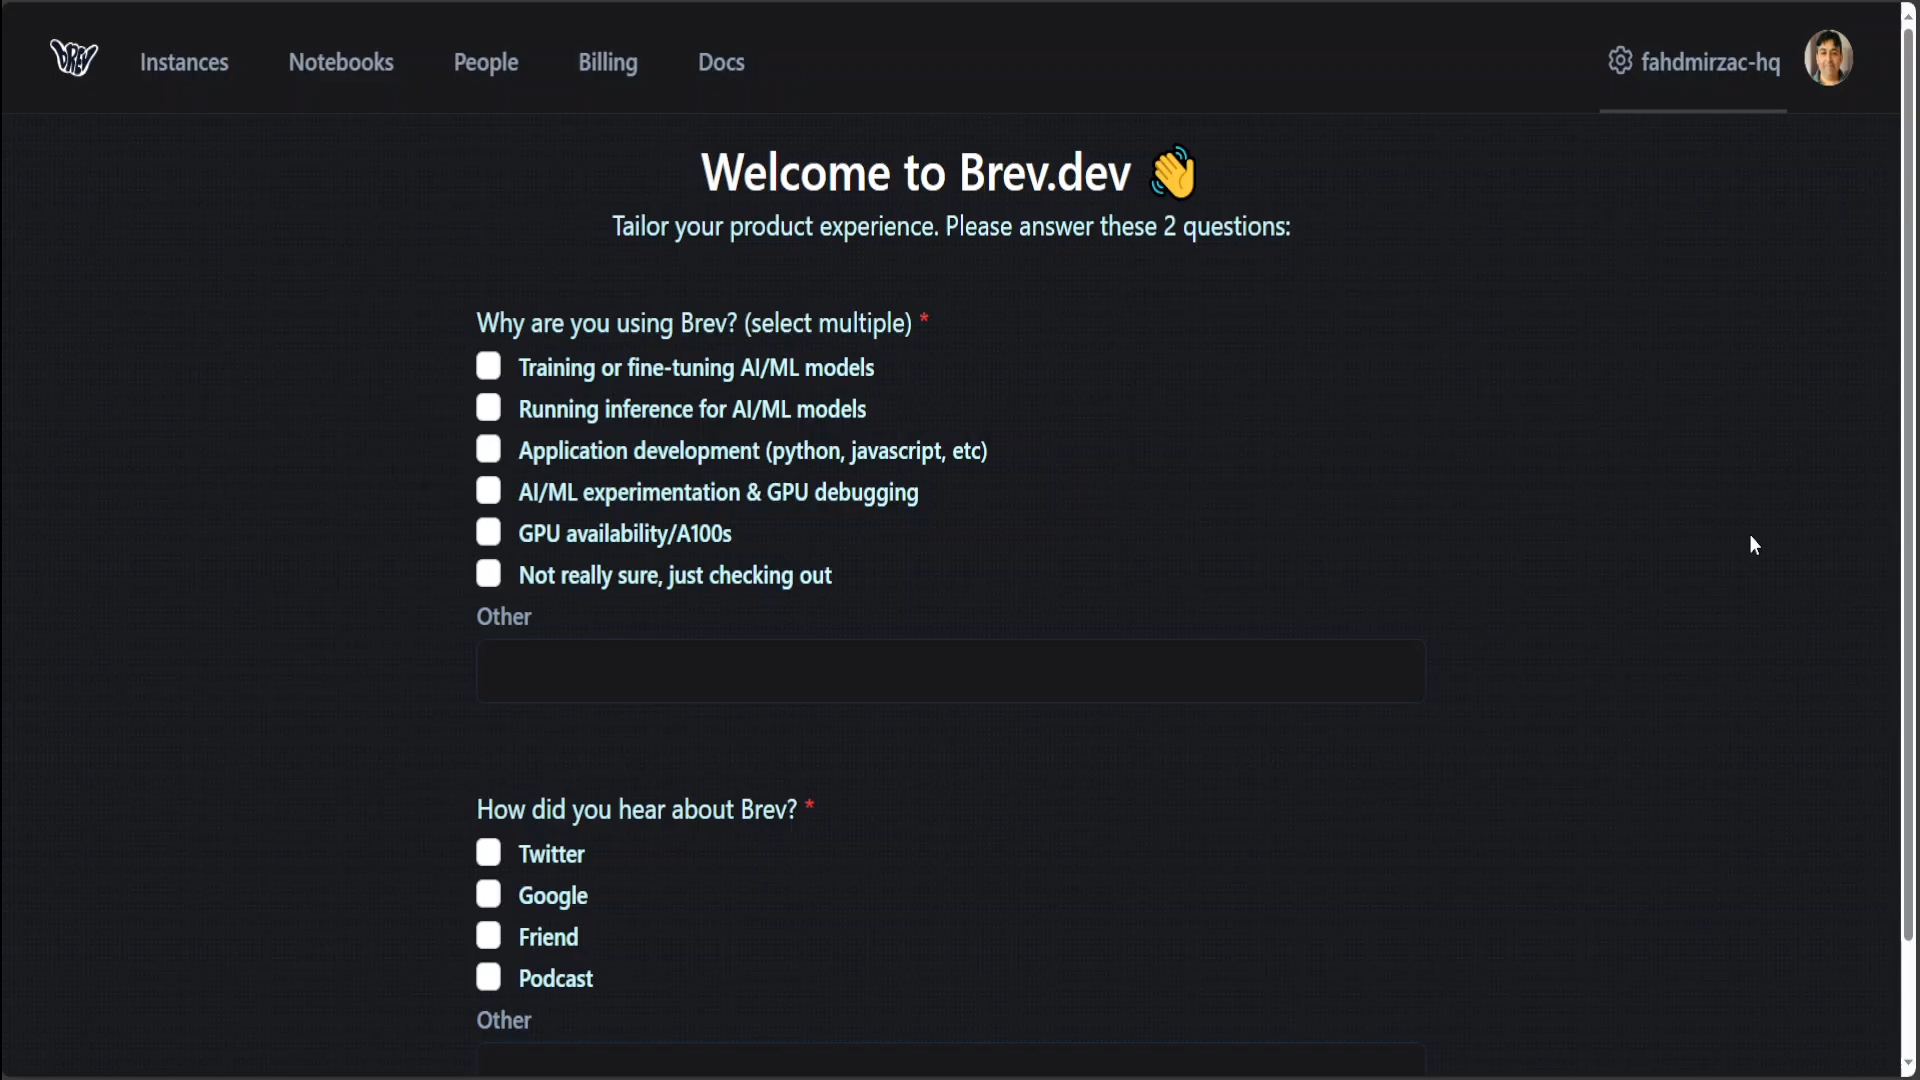 BREV
Instances
Notebooks
People
Billing
Docs
fahdmirzac-hq
Welcome to Brev.dev 👋
Tailor your product experience. Please answer these 2 questions:
Why are you using Brev? (select multiple) *
Training or fine-tuning AI/ML models
Running inference for AI/ML models
Application development (python, javascript, etc)
AI/ML experimentation & GPU debugging
GPU availability/A100s
Not really sure, just checking out
Other
How did you hear about Brev? *
Twitter
Google
Friend
Podcast
Other